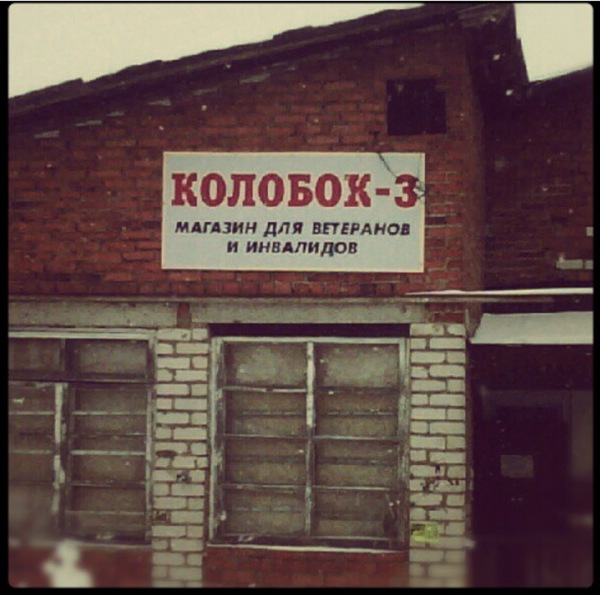 КОЛОБОК-3
МАГАЗИН ДЛЯ ВЕТЕРАНОВ
И ИНВАЛИДОВ